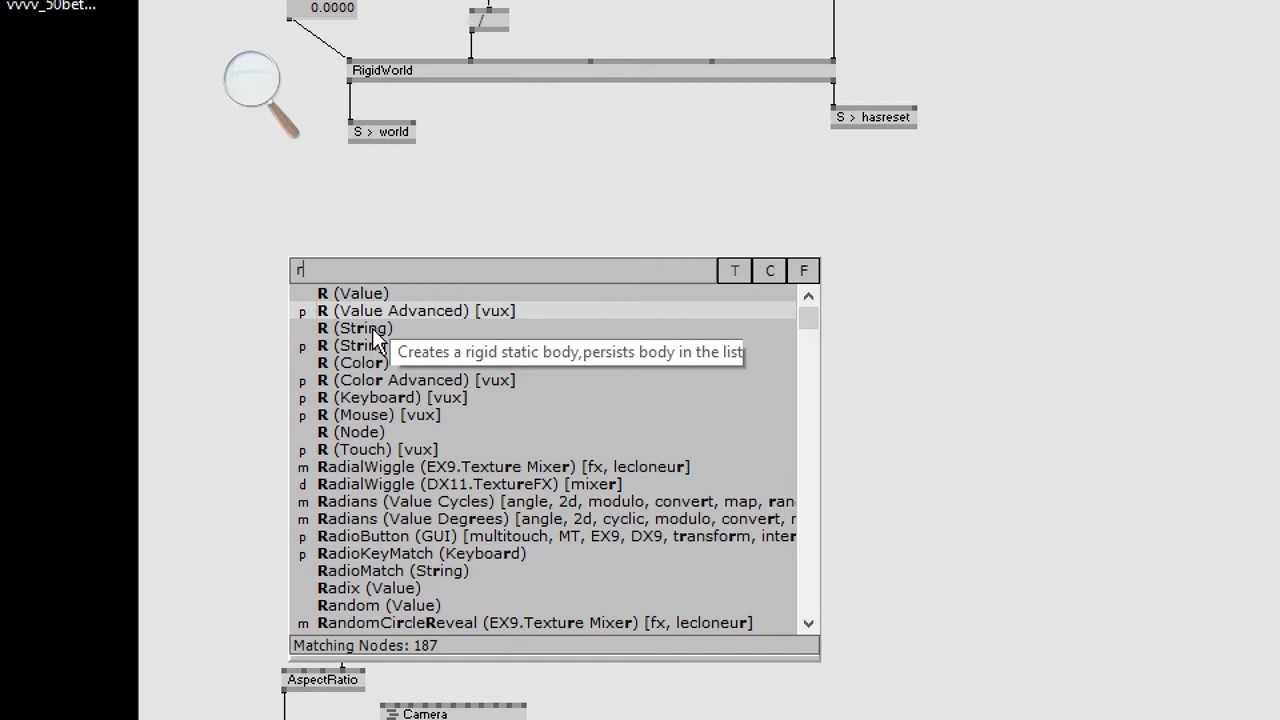 vvvv_50bet...
0.0000
/
RigidWorld
S > world
S > hasreset
r
T C F
R (Value)
p R (Value Advanced) [vux]
R (String)
p R (String
Creates a rigid static body,persists body in the list
R (Color)
p R (Color Advanced) [vux]
p R (Keyboard) [vux]
p R (Mouse) [vux]
R (Node)
p R (Touch) [vux]
m RadialWiggle (EX9.Texture Mixer) [fx, lecloneur]
d RadialWiggle (DX11.TextureFX) [mixer]
m Radians (Value Cycles) [angle, 2d, modulo, convert, map, ran
m Radians (Value Degrees) [angle, 2d, cyclic, modulo, convert, r
p RadioButton (GUI) [multitouch, MT, EX9, DX9, transform, inter
p RadioKeyMatch (Keyboard)
RadioMatch (String)
Radix (Value)
Random (Value)
m RandomCircleReveal (EX9.Texture Mixer) [fx, lecloneur]
Matching Nodes: 187
AspectRatio
Camera